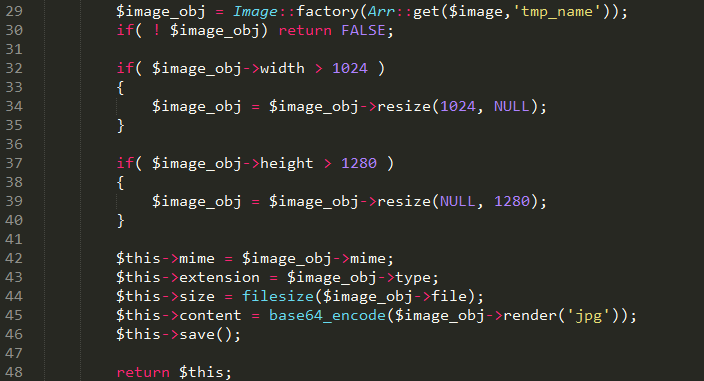 29 $image_obj = Image::factory(Arr::get($image,'tmp_name'));
30 if( ! $image_obj) return FALSE;
31
32 if( $image_obj->width > 1024 )
33 {
34 $image_obj = $image_obj->resize(1024, NULL);
35 }
36
37 if( $image_obj->height > 1280 )
38 {
39 $image_obj = $image_obj->resize(NULL, 1280);
40 }
41
42 $this->mime = $image_obj->mime;
43 $this->extension = $image_obj->type;
44 $this->size = filesize($image_obj->file);
45 $this->content = base64_encode($image_obj->render('jpg'));
46 $this->save();
47
48 return $this;